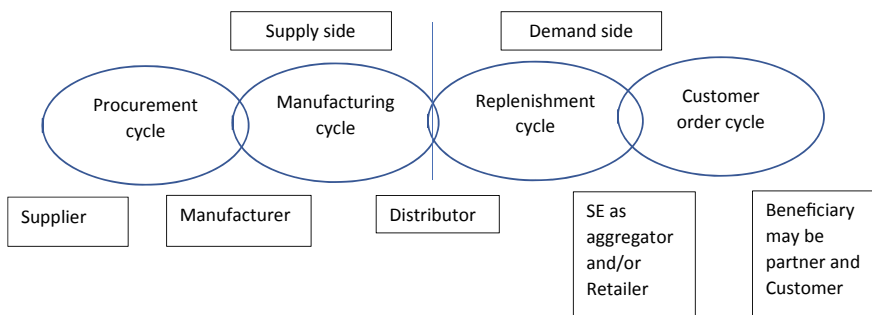 Supply side
Demand side
Procurement
cycle
Manufacturing
cycle
Replenishment
cycle
Customer
order cycle
Supplier
Manufacturer
Distributor
SE as
aggregator
and/or
Retailer
Beneficiary
may be
partner and
Customer